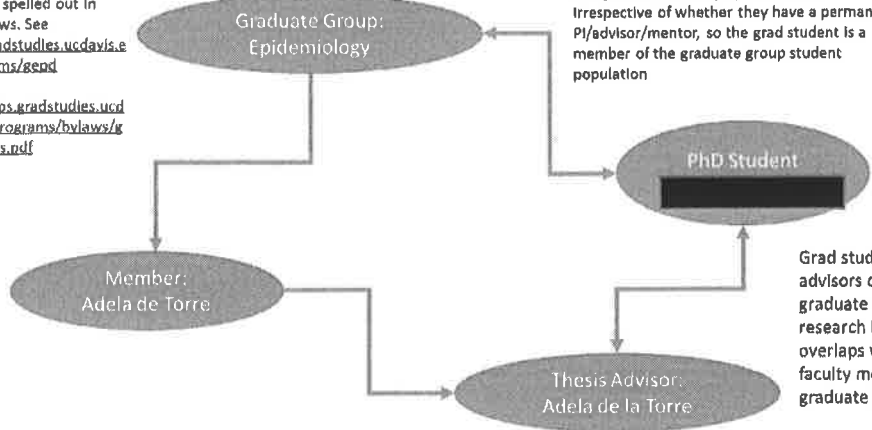 spelled out in
ws. See
adstudies.ucdavis.e
ms/gepd
ps.gradstudies.ucd
rograms/bylaws/g
s.pdf
Graduate Group:
Epidemiology
Irrespective of whether they have a perman
PI/advisor/mentor, so the grad student is a
member of the graduate group student
population
PhD Student
Member:
Adela de Torre
Grad stud
advisors o
graduate
research
overlaps w
faculty me
graduate
Thesis Advisor:
Adela de la Torre